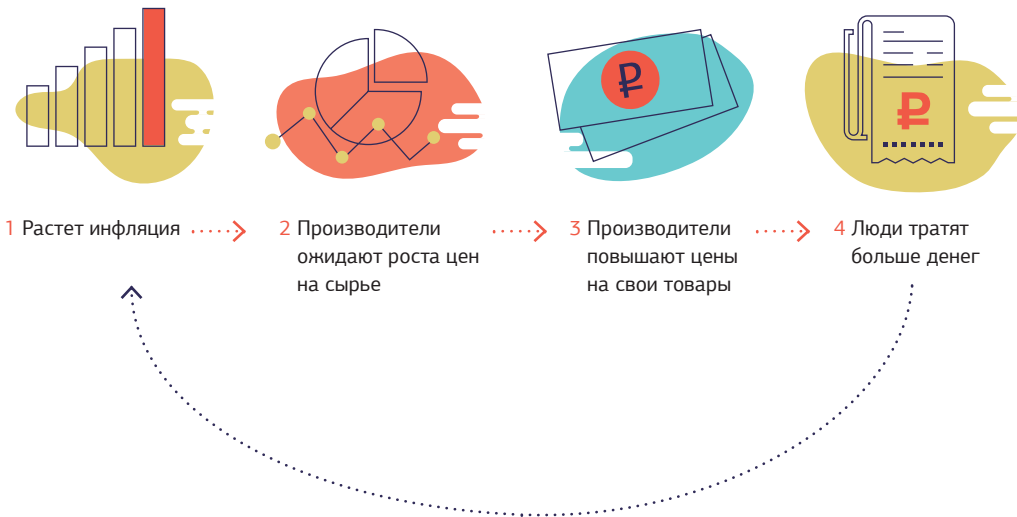 ₽
₽
1 Растет инфляция
2 Производители
ожидают роста цен
на сырье
3 Производители
повышают цены
на свои товары
4 Люди тратят
больше денег